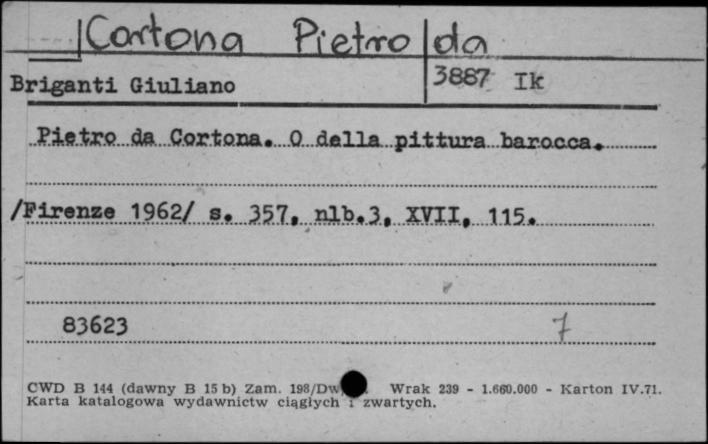 Cortona Pietro da
Briganti Giuliano 3887 Ik
Pietro da Cortona. O della pittura barocca.
/Firenze 1962/ s. 357, nlb.3, XVII, 115.
83623 7
CWD B 144 (dawny B 15 b) Zam. 198/Dw Wrak 239 - 1.660.000 - Karton IV.71.
Karta katalogowa wydawnictw ciągłych i zwartych.